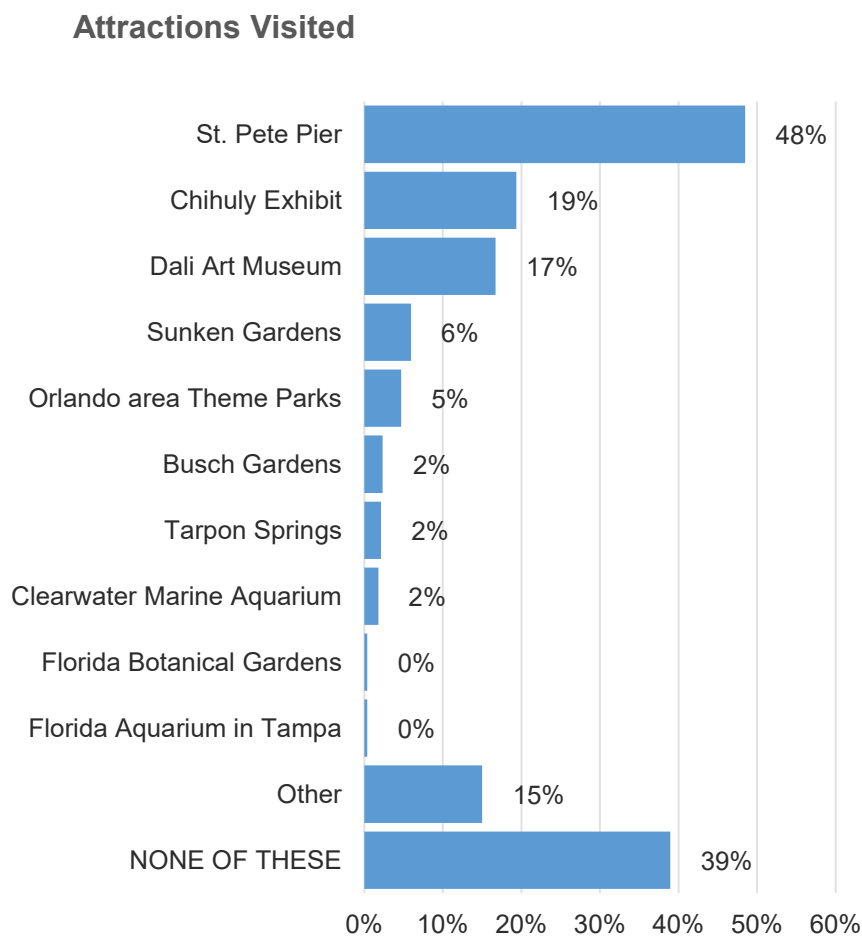 Attractions Visited
St. Pete Pier 48%
Chihuly Exhibit 19%
Dali Art Museum 17%
Sunken Gardens 6%
Orlando area Theme Parks 5%
Busch Gardens 2%
Tarpon Springs 2%
Clearwater Marine Aquarium 2%
Florida Botanical Gardens 0%
Florida Aquarium in Tampa 0%
Other 15%
NONE OF THESE 39%
0% 10% 20% 30% 40% 50% 60%